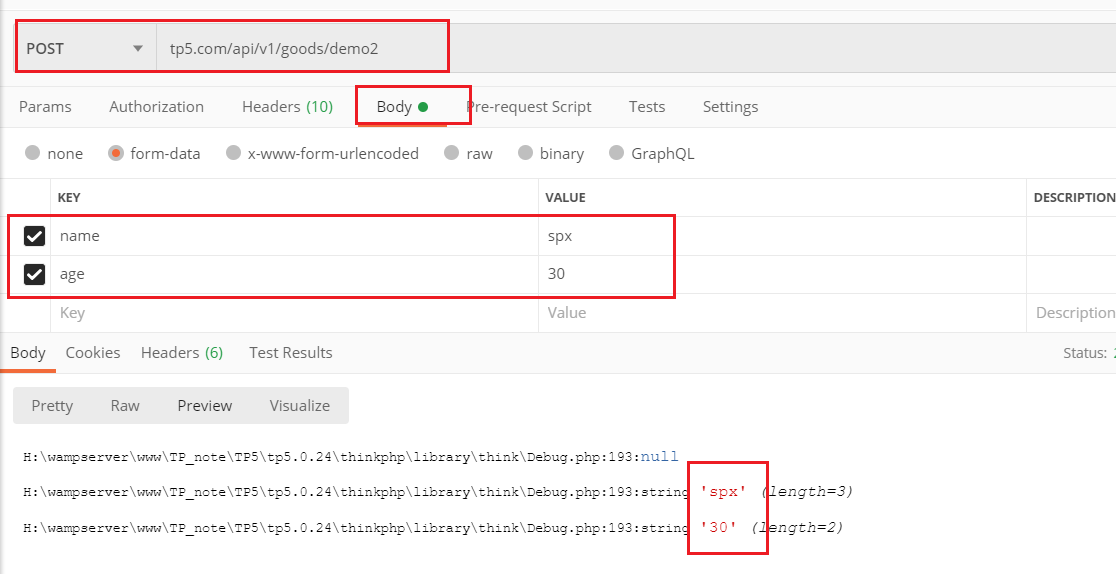 POST tp5.com/api/v1/goods/demo2
Params Authorization Headers (10) Body Pre-request Script Tests Settings
none form-data x-www-form-urlencoded raw binary GraphQL
KEY VALUE DESCRIPTION
name spx
age 30
Key Value Description
Body Cookies Headers (6) Test Results Status:
Pretty Raw Preview Visualize
H:\wampserver\www\TP_note\TP5\tp5.0.24\thinkphp\library\think\Debug.php:193:null
H:\wampserver\www\TP_note\TP5\tp5.0.24\thinkphp\library\think\Debug.php:193:string 'spx' (length=3)
H:\wampserver\www\TP_note\TP5\tp5.0.24\thinkphp\library\think\Debug.php:193:string '30' (length=2)